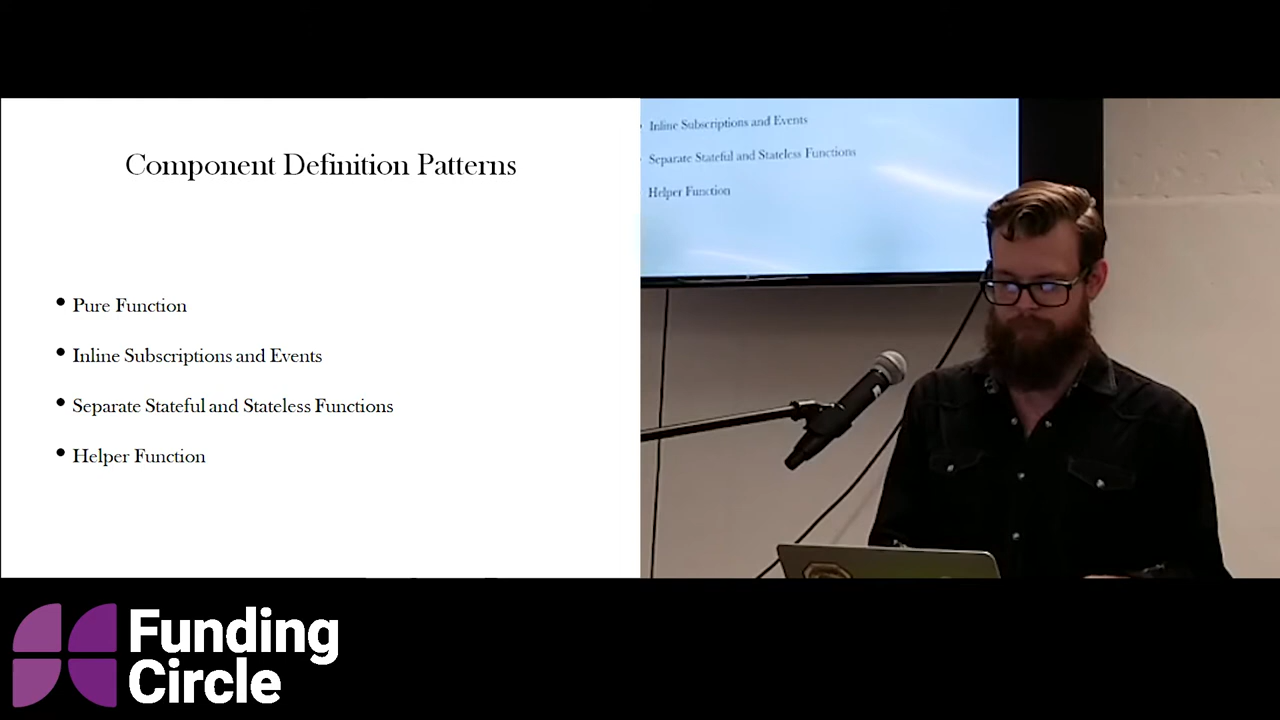 Component Definition Patterns
• Pure Function
• Inline Subscriptions and Events
• Separate Stateful and Stateless Functions
• Helper Function
Inline Subscriptions and Events
Separate Stateful and Stateless Functions
Helper Function
Funding
Circle